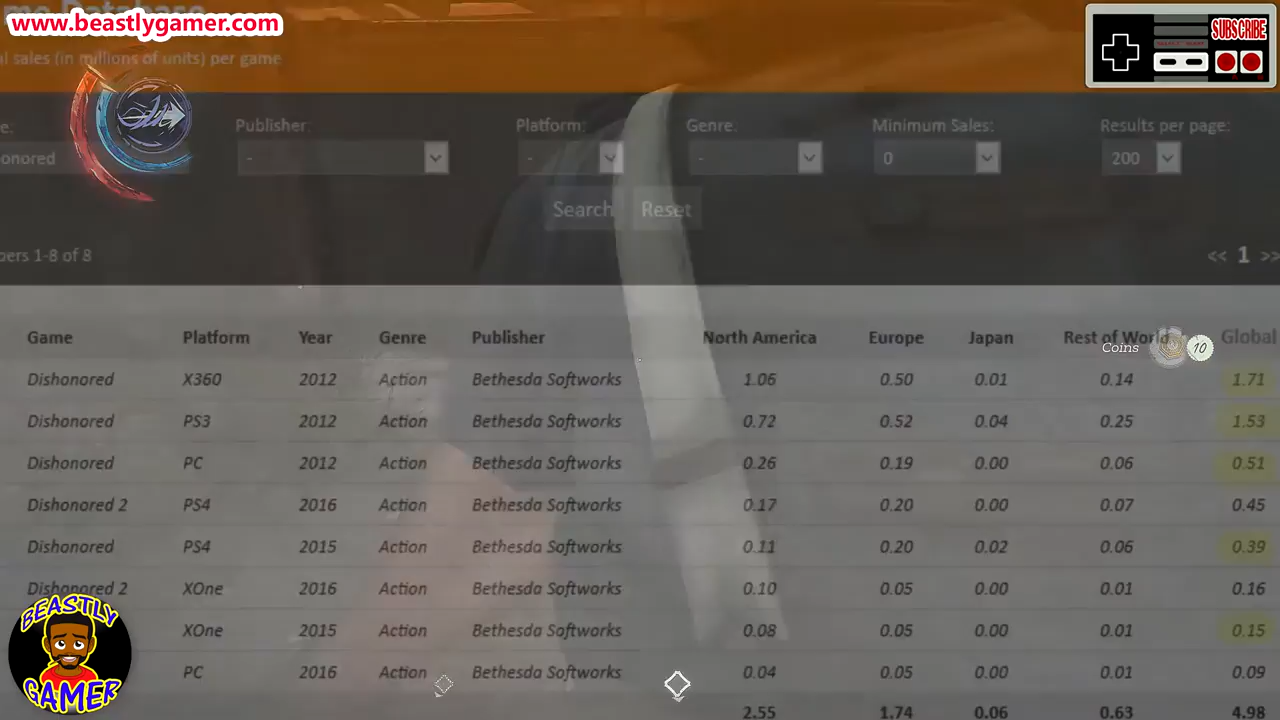 www.beastlygamer.com
SUBSCRIBE
l sales (in millions of units) per game
e: Publisher: Platform: Genre: Minimum Sales: Results per page:
onored - - - 0 200
Search Reset
bers 1-8 of 8 << 1 >>
Game Platform Year Genre Publisher North America Europe Japan Rest of World Global
Coins 10
Dishonored X360 2012 Action Bethesda Softworks 1.06 0.50 0.01 0.14 1.71
Dishonored PS3 2012 Action Bethesda Softworks 0.72 0.52 0.04 0.25 1.53
Dishonored PC 2012 Action Bethesda Softworks 0.26 0.19 0.00 0.06 0.51
Dishonored 2 PS4 2016 Action Bethesda Softworks 0.17 0.20 0.00 0.07 0.45
Dishonored PS4 2015 Action Bethesda Softworks 0.11 0.20 0.02 0.06 0.39
Dishonored 2 XOne 2016 Action Bethesda Softworks 0.10 0.05 0.00 0.01 0.16
XOne 2015 Action Bethesda Softworks 0.08 0.05 0.00 0.01 0.15
PC 2016 Action Bethesda Softworks 0.04 0.05 0.00 0.01 0.09
2.55 1.74 0.06 0.63 4.98
BEASTLY
GAMER